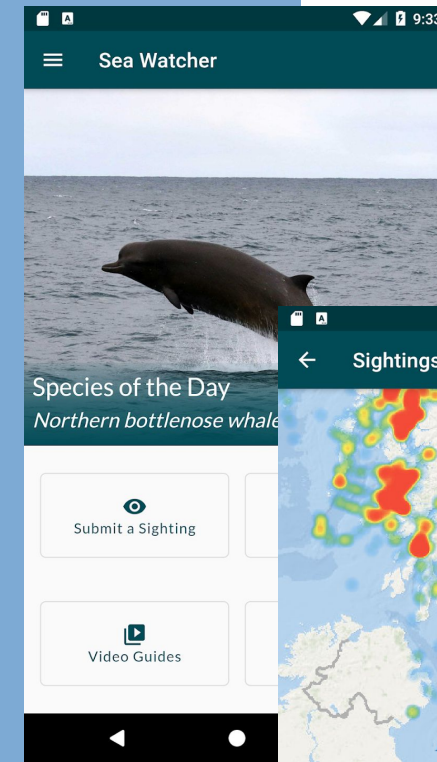 9:33
Sea Watcher
Species of the Day
Northern bottlenose whale
Sightings
Submit a Sighting
Video Guides